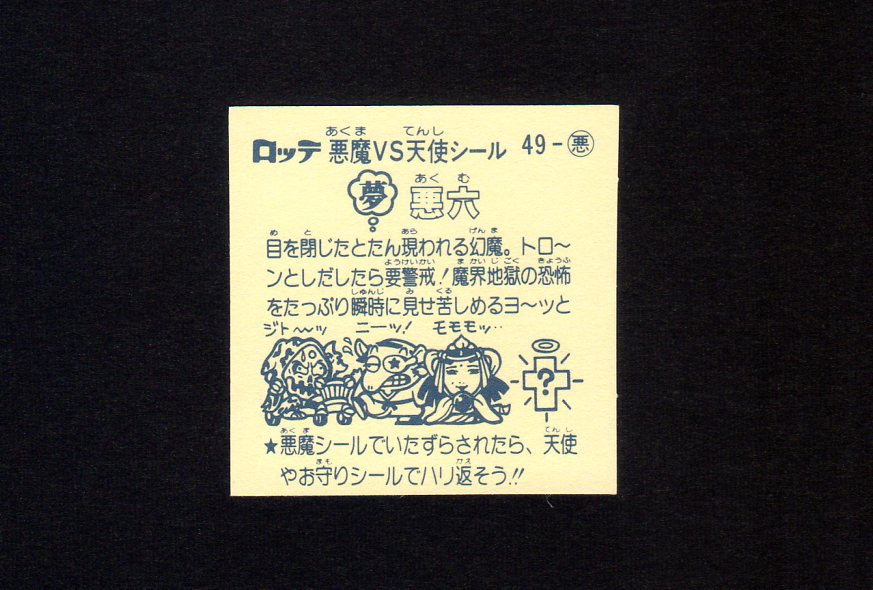 ロッテ 悪魔VS天使シール 49-悪
あくま てんし
夢 悪六
あく む
目を閉じたとたん現われる幻魔。トロ〜
め と あら げんま
ンとしだしたら要警戒!魔界地獄の恐怖
ようけいかい まかいじごく きょうふ
をたっぷり瞬時に見せ苦しめるヨ〜ッと
しゅんじ み くる
ジト〜〜ッ ニーッ! モモモッ‥
?
★悪魔シールでいたずらされたら、天使
あくま てんし
やお守りシールでハリ返そう!!
まも かえ